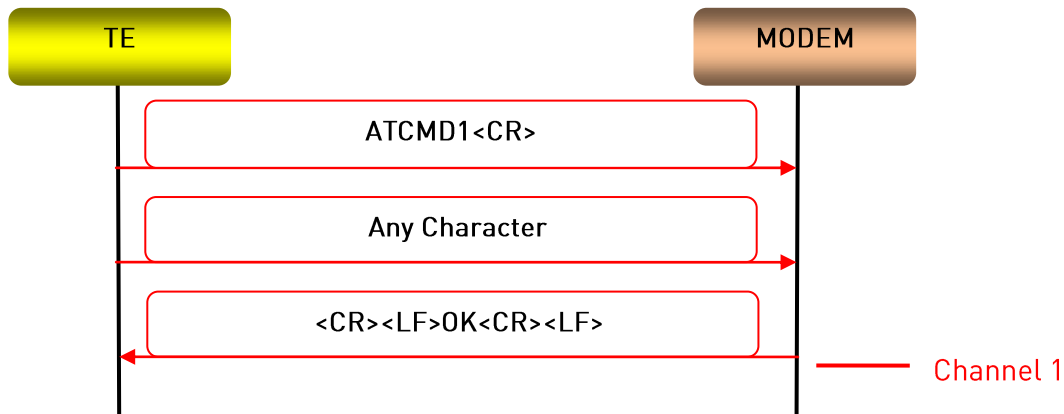 TE
MODEM
ATCMD1<CR>
Any Character
<CR><LF>OK<CR><LF>
Channel 1